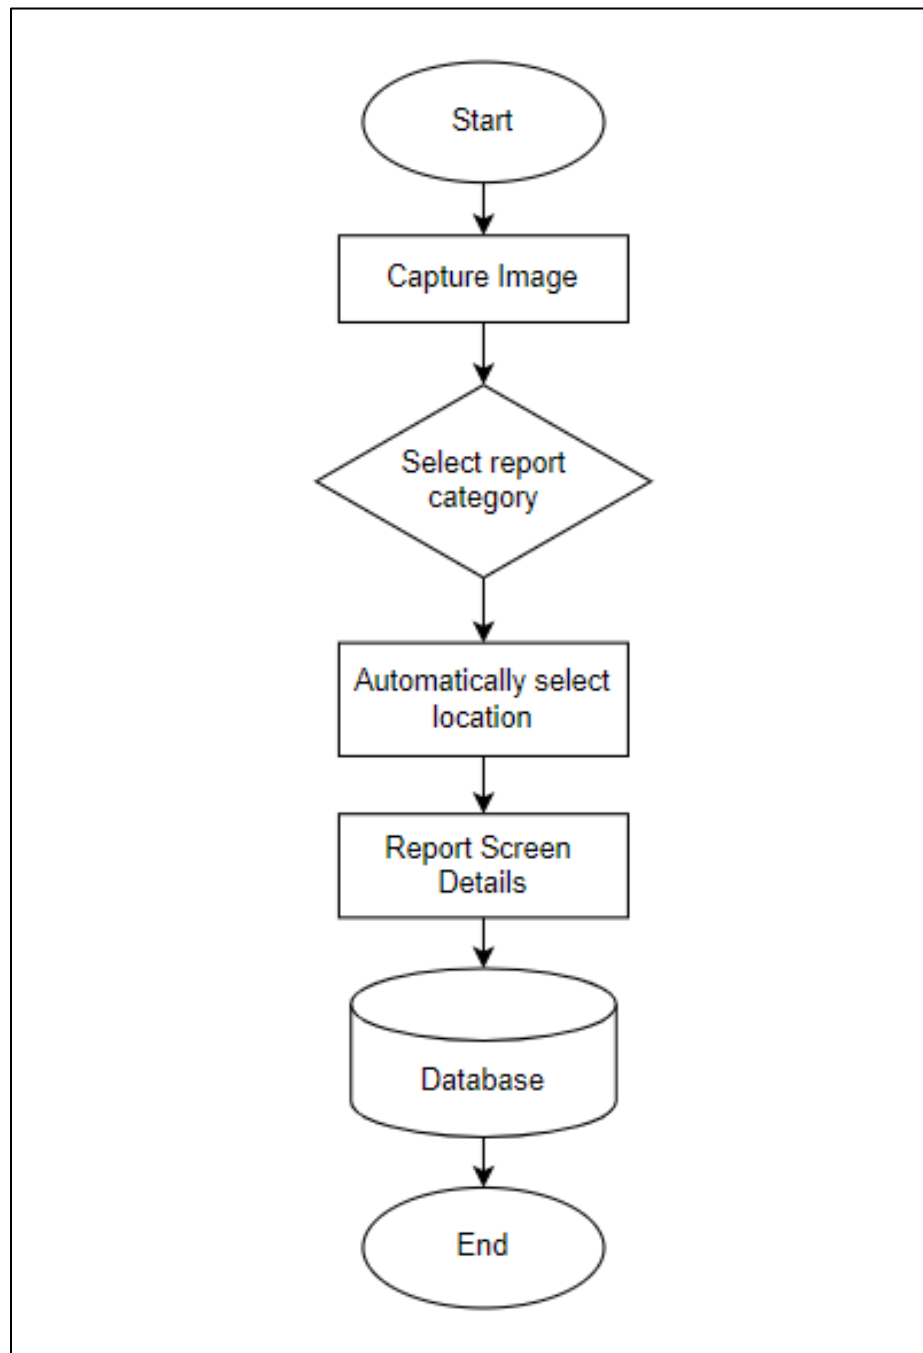 Start
Capture Image
Select report
category
Automatically select
location
Report Screen
Details
Database
End